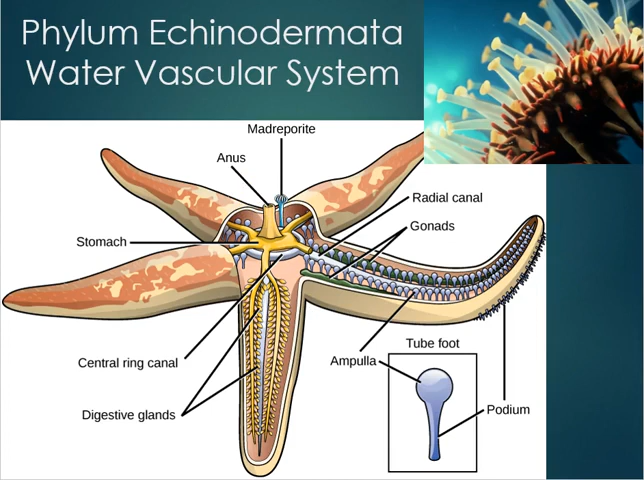 Phylum Echinodermata
Water Vascular System
Madreporite
Anus
Radial canal
Gonads
Stomach
Tube foot
Central ring canal
Ampulla
Digestive glands
Podium